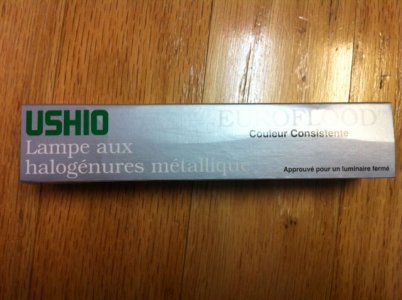 USHIO
EUROFLOOD
Couleur Consistente
Lampe aux
halogénures métallique
Approuvé pour un luminaire fermé